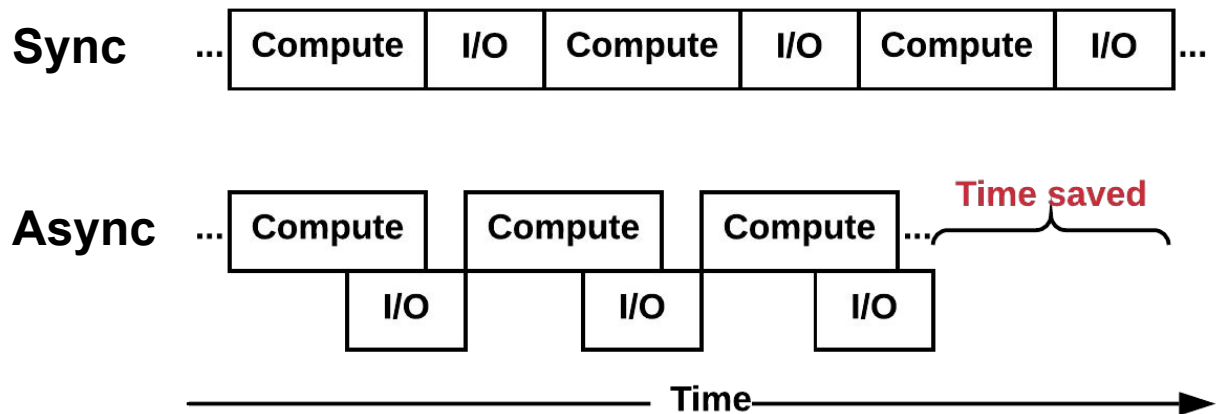 Sync ... Compute I/O Compute I/O Compute I/O ...
Time saved
Async ... Compute Compute Compute ...
I/O I/O I/O
Time